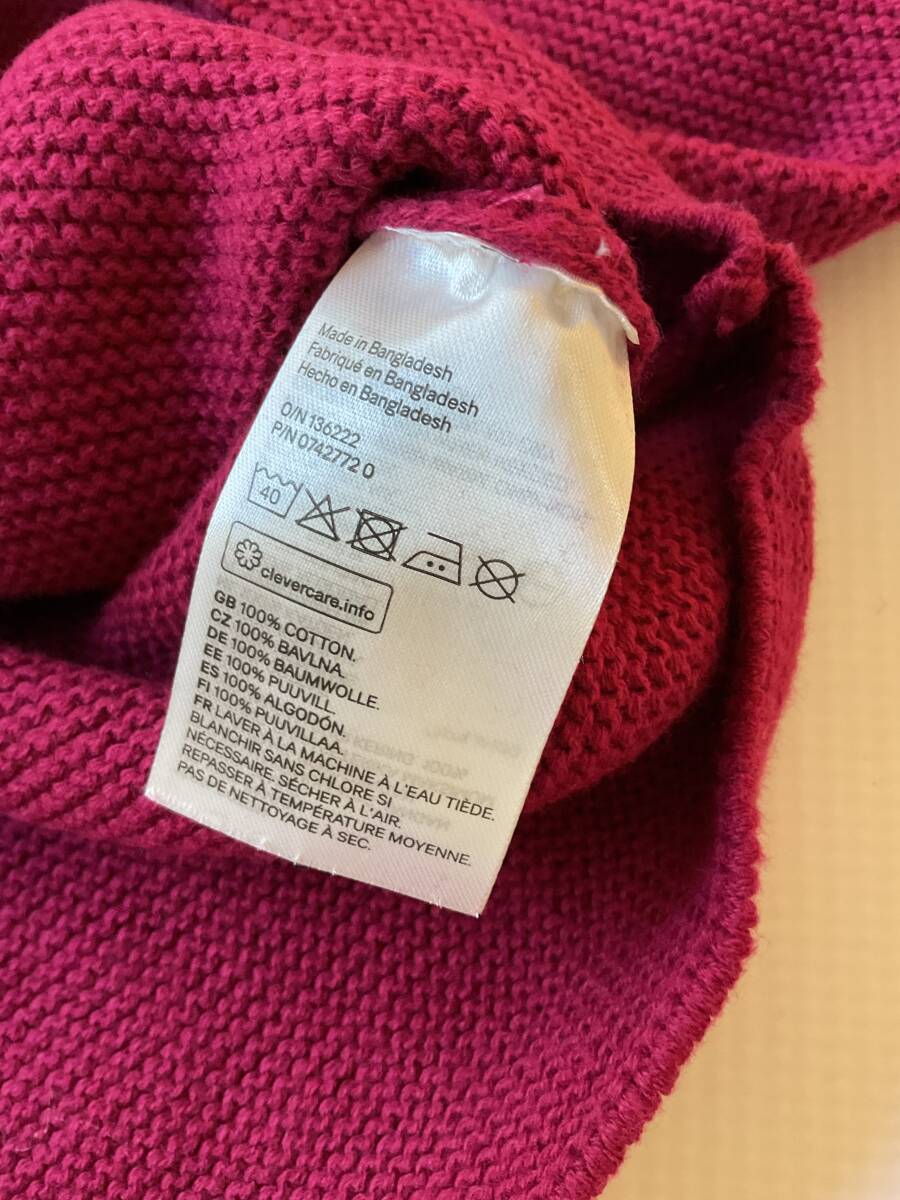 Made in Bangladesh
Fabriqué en Bangladesh
Hecho en Bangladesh
O/N 136222
P/N 0742772 0
40
clevercare.info
GB 100% COTTON.
CZ 100% BAVLNA.
DE 100% BAUMWOLLE.
EE 100% PUUVILL.
ES 100% ALGODÓN.
FI 100% PUUVILLAA.
FR LAVER À LA MACHINE À L'EAU TIÈDE.
BLANCHIR SANS CHLORE SI
NÉCESSAIRE. SÉCHER À L'AIR.
REPASSER À TEMPÉRATURE MOYENNE.
PAS DE NETTOYAGE À SEC.